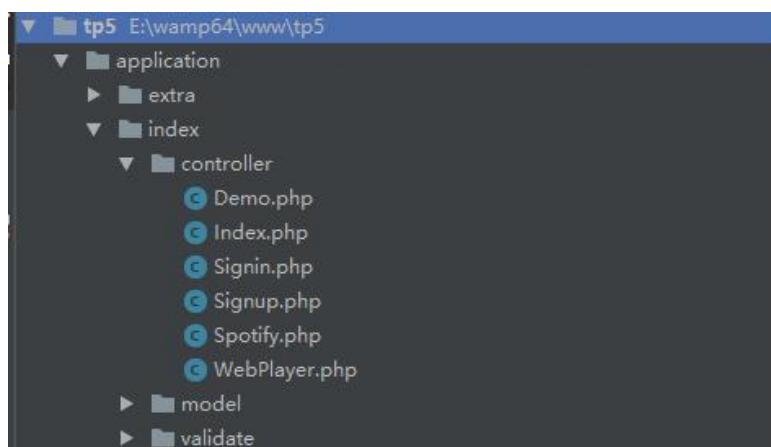 tp5 E:\wamp64\www\tp5
application
extra
index
controller
Demo.php
Index.php
Signin.php
Signup.php
Spotify.php
WebPlayer.php
model
validate